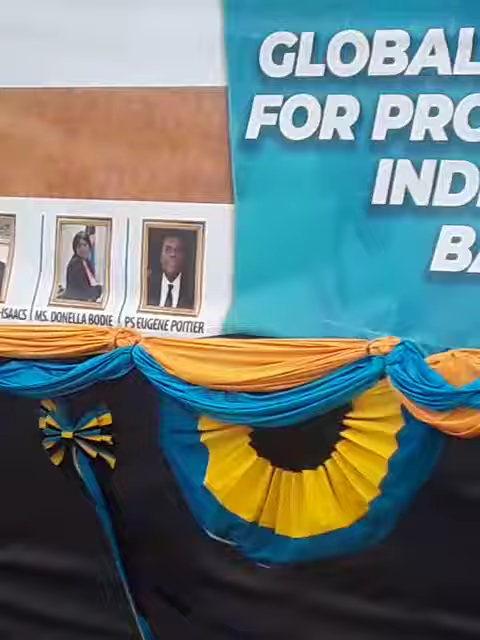 GLOBAL
FOR PRO
IND
BA
ISAACS
MS. DONELLA BODIE
PS EUGENE POITIER